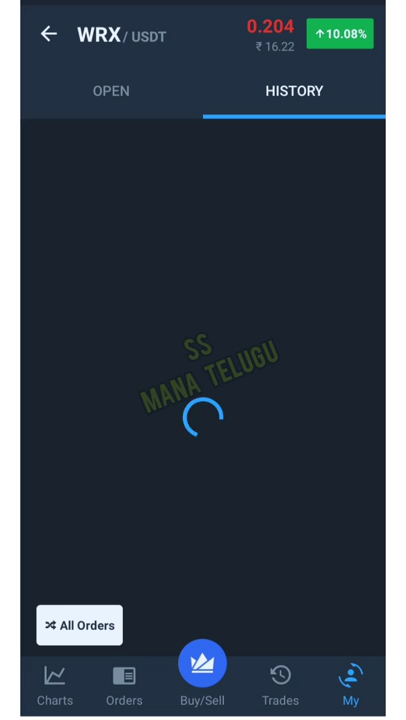 WRX/ USDT
0.204
₹ 16.22
↑10.08%
OPEN
HISTORY
SS
MANA TELUGU
All Orders
Charts
Orders
Buy/Sell
Trades
My